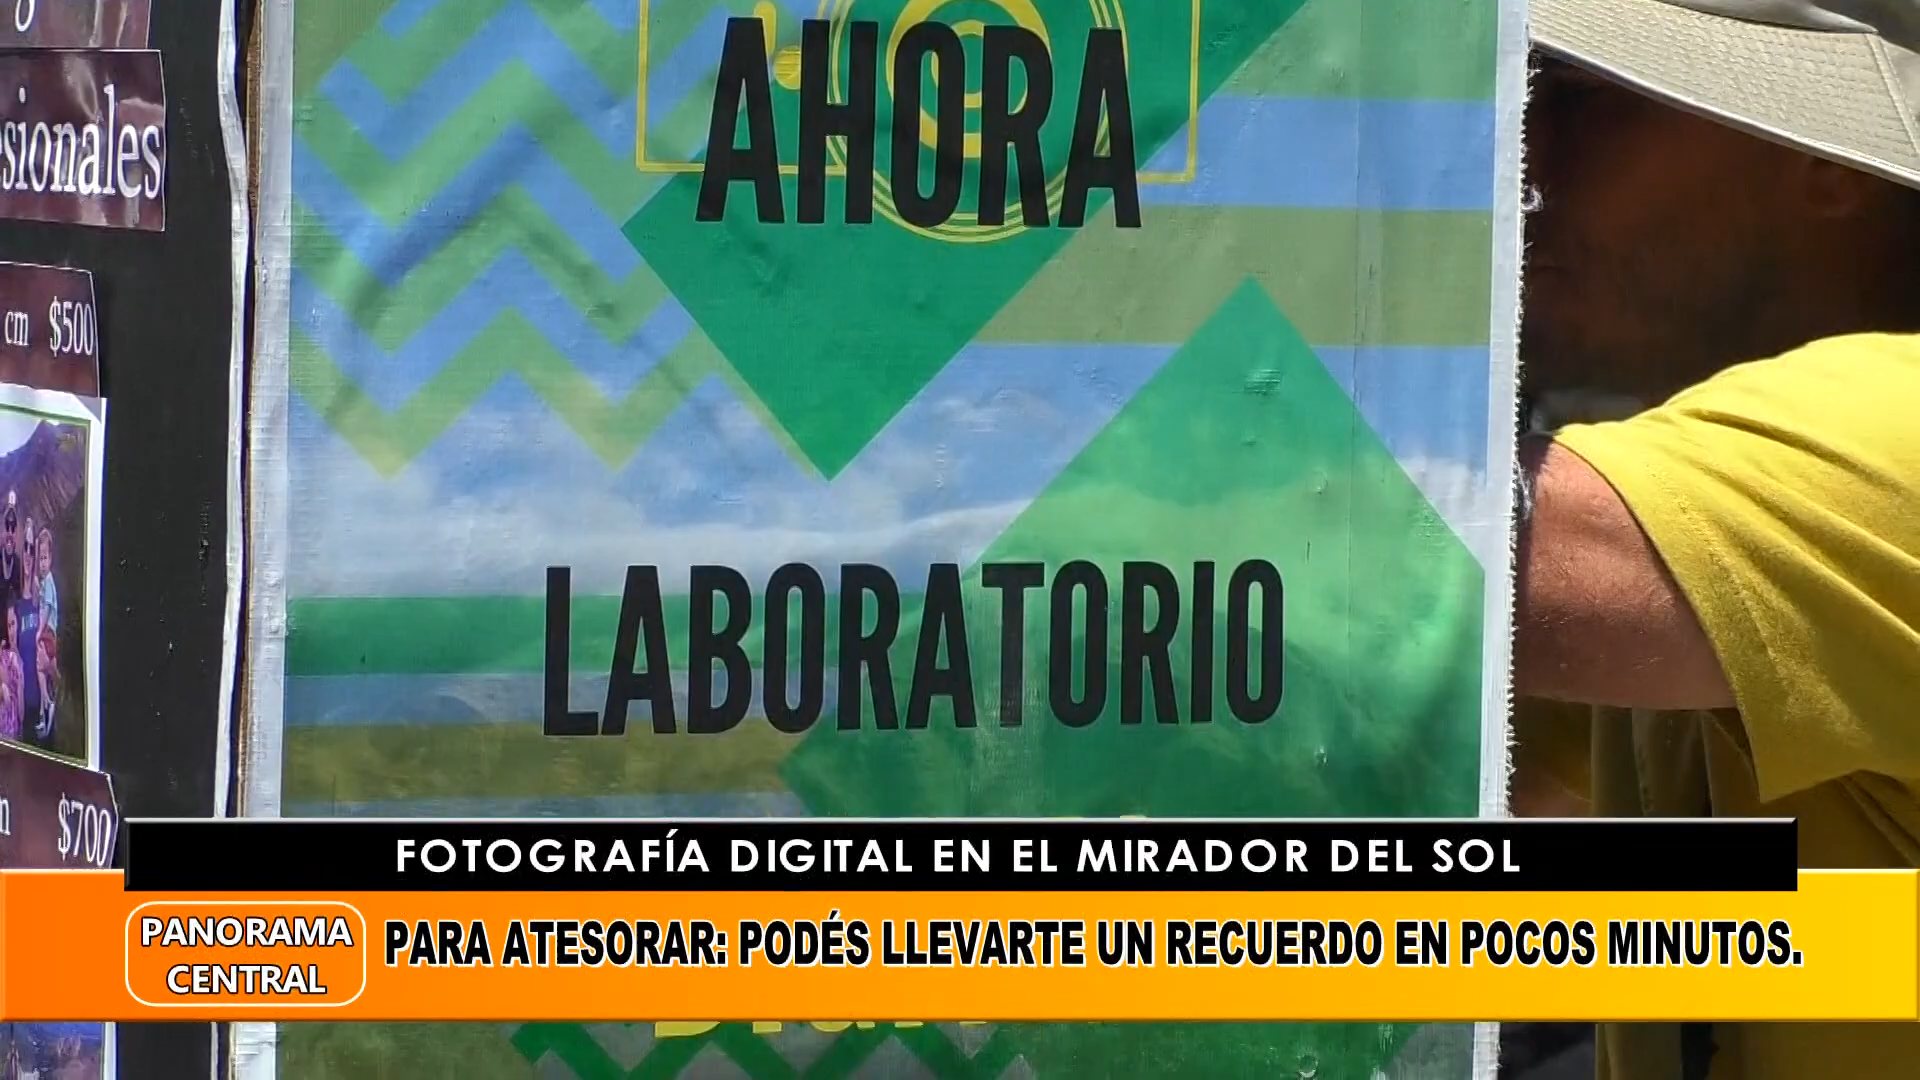 AHORA
LABORATORIO
cm $500
$700
FOTOGRAFÍA DIGITAL EN EL MIRADOR DEL SOL
PANORAMA
CENTRAL
PARA ATESORAR: PODÉS LLEVARTE UN RECUERDO EN POCOS MINUTOS.